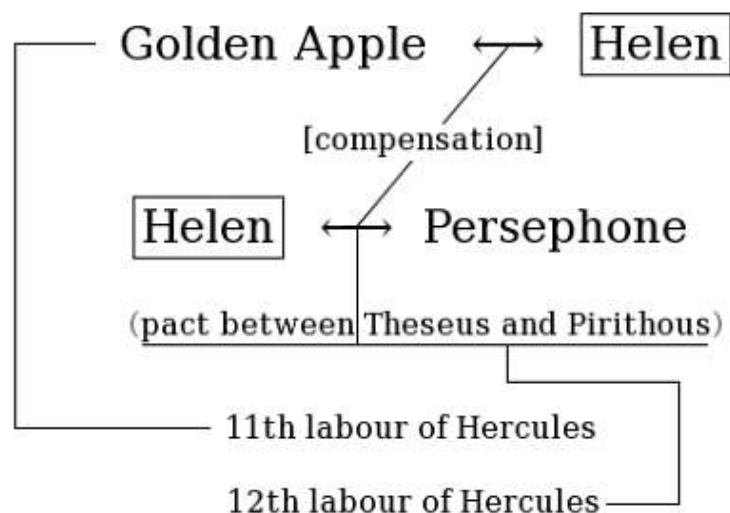 Golden Apple ↔ Helen
[compensation]
Helen ↔ Persephone
(pact between Theseus and Pirithous)
11th labour of Hercules
12th labour of Hercules